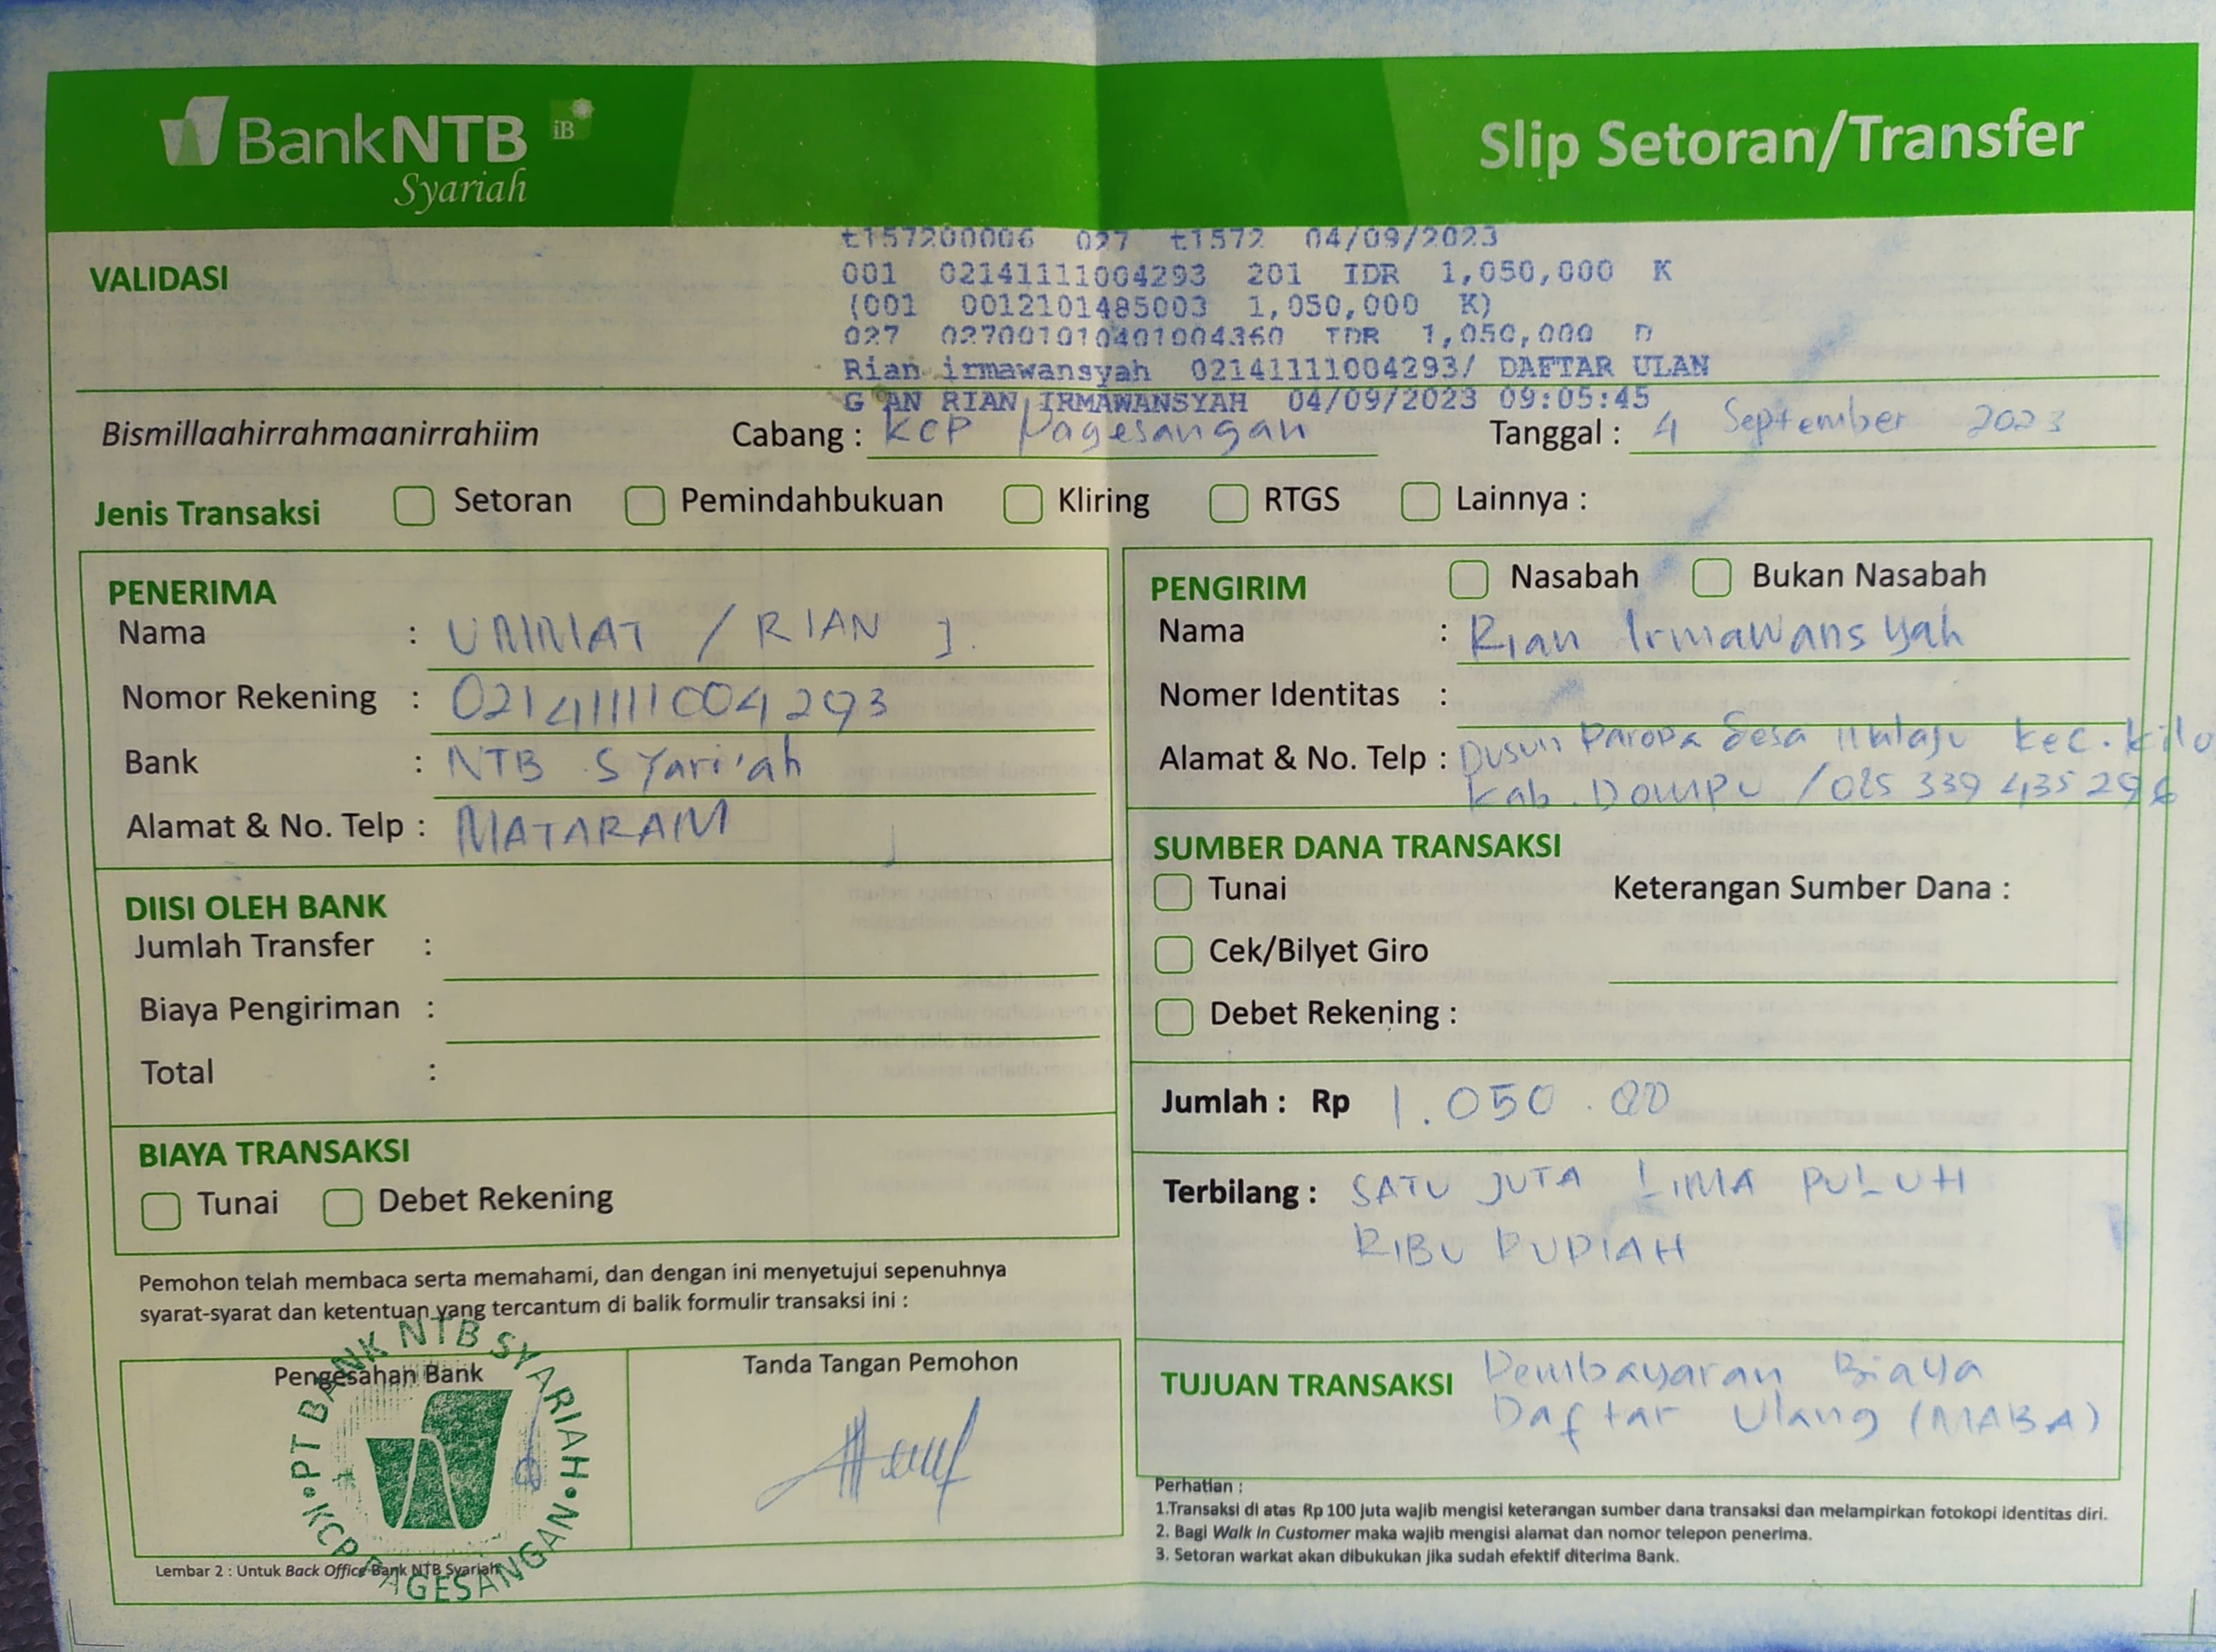 BankNTB iB
Syariah
Slip Setoran/Transfer
VALIDASI
t157200006 027 t1572 04/09/2023
001 02141111004293 201 IDR 1,050,000 K
(001 0012101485003 1,050,000 K)
027 027001010401004360 IDR 1,050,000 D
Rian irmawansyah 02141111004293/ DAFTAR ULAN
G AN RIAN IRMAWANSYAH 04/09/2023 09:05:45
Bismillaahirrahmaanirrahiim Cabang : KCP Pagesangan Tanggal : 4 September 2023
Jenis Transaksi Setoran Pemindahbukuan Kliring RTGS Lainnya :
PENERIMA
Nama : UMMAT / RIAN I.
Nomor Rekening : 02141111004293
Bank : NTB Syari'ah
Alamat & No. Telp : MATARAM
DIISI OLEH BANK
Jumlah Transfer :
Biaya Pengiriman :
Total :
BIAYA TRANSAKSI
Tunai Debet Rekening
Pemohon telah membaca serta memahami, dan dengan ini menyetujui sepenuhnya
syarat-syarat dan ketentuan yang tercantum di balik formulir transaksi ini :
Pengesahan Bank
PT BANK NTB SYARIAH
KCP PAGESANGAN
Tanda Tangan Pemohon
Lembar 2 : Untuk Back Office Bank NTB Syariah
PENGIRIM Nasabah Bukan Nasabah
Nama : Rian Irmawansyah
Nomer Identitas :
Alamat & No. Telp : Dusun Paropa Desa Malaju Kec. Kilo
Kab. Dompu / 085 339 435 296
SUMBER DANA TRANSAKSI
Tunai Keterangan Sumber Dana :
Cek/Bilyet Giro
Debet Rekening :
Jumlah : Rp 1.050.00
Terbilang : SATU JUTA LIMA PULUH
RIBU RUPIAH
TUJUAN TRANSAKSI Pembayaran Biaya
Daftar Ulang (MABA)
Perhatian :
1.Transaksi di atas Rp 100 Juta wajib mengisi keterangan sumber dana transaksi dan melampirkan fotokopi identitas diri.
2. Bagi Walk In Customer maka wajib mengisi alamat dan nomor telepon penerima.
3. Setoran warkat akan dibukukan jika sudah efektif diterima Bank.